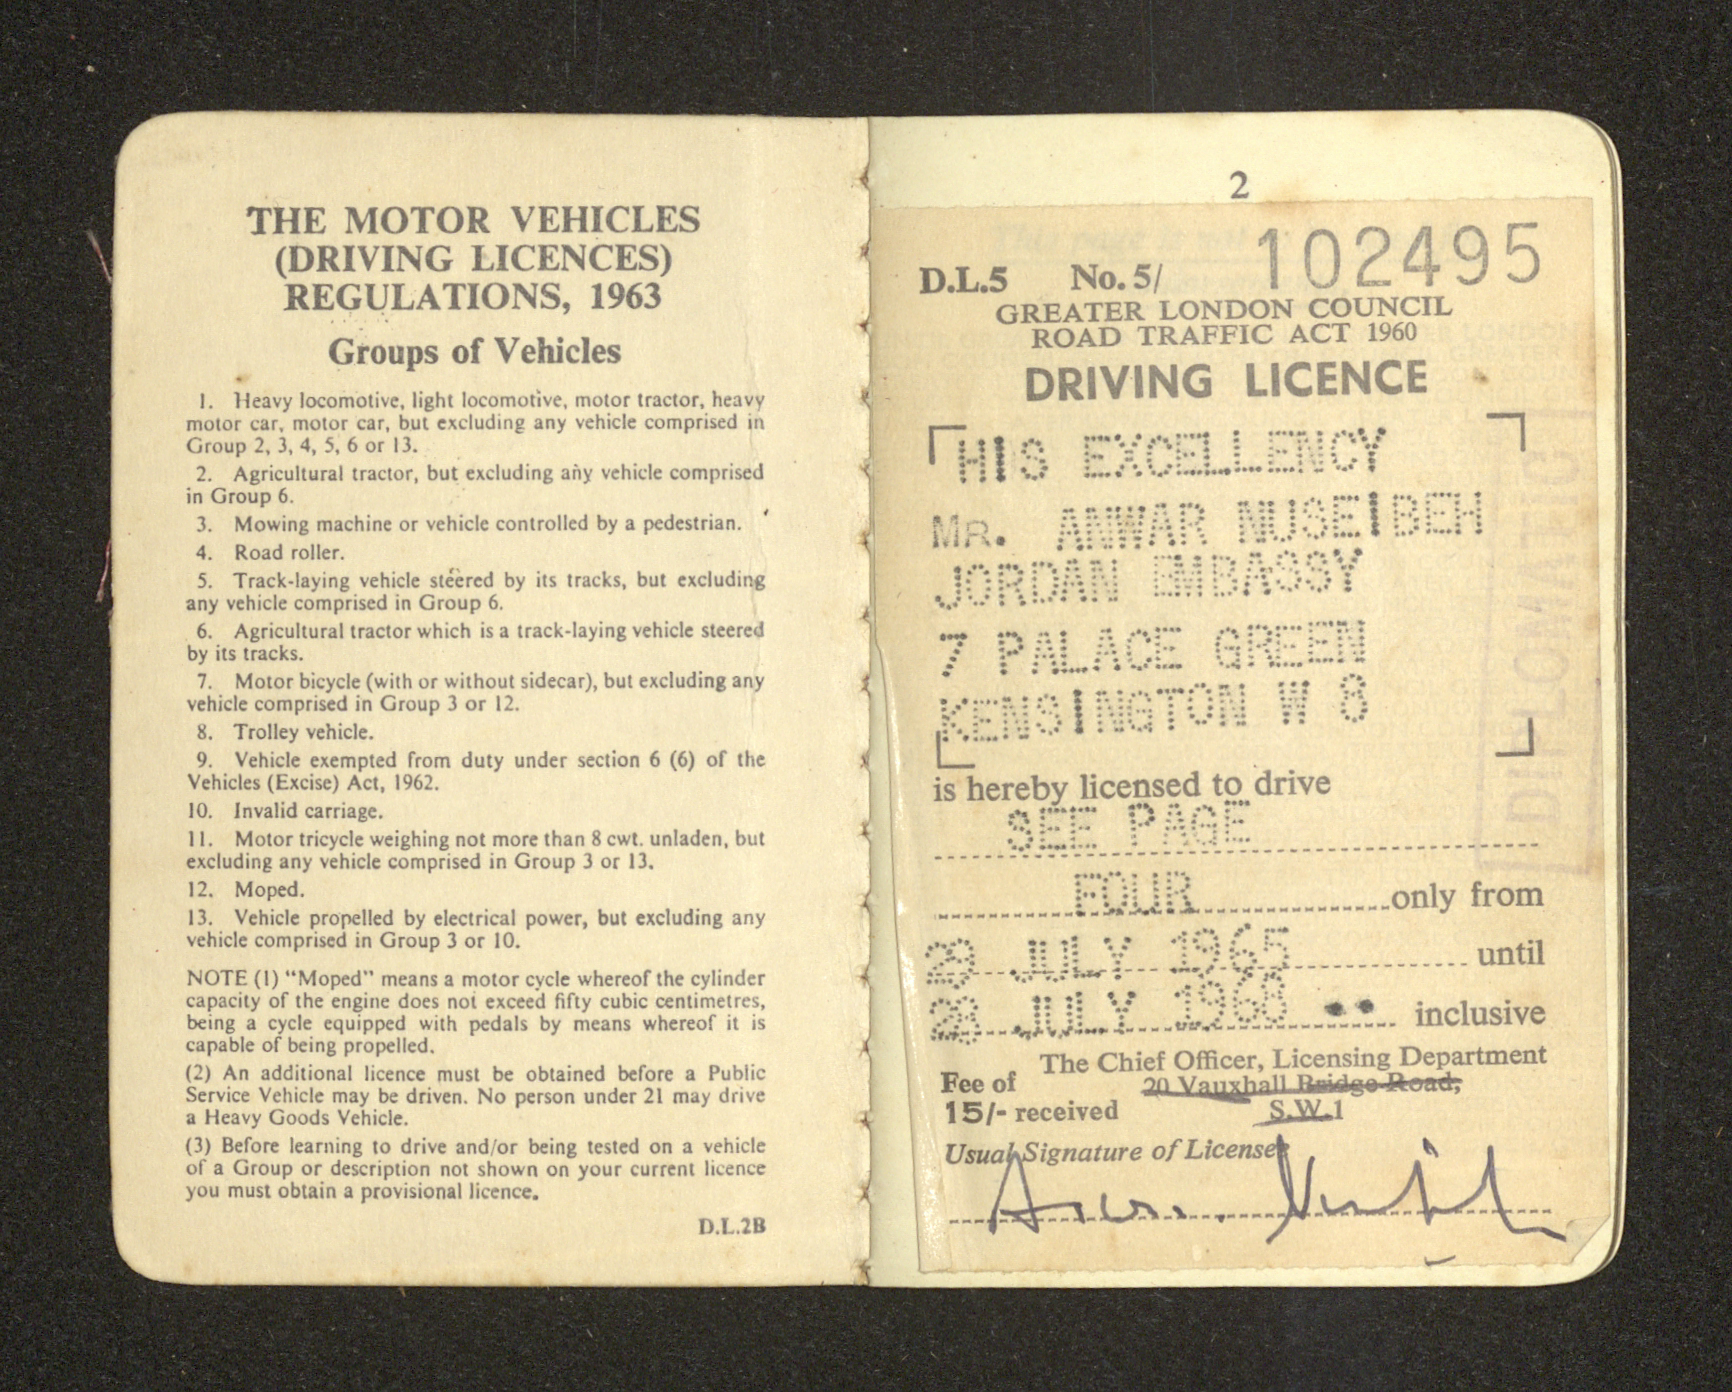 THE MOTOR VEHICLES
(DRIVING LICENCES)
REGULATIONS, 1963
Groups of Vehicles
1. Heavy locomotive, light locomotive, motor tractor, heavy
motor car, motor car, but excluding any vehicle comprised in
Group 2, 3, 4, 5, 6 or 13.
2. Agricultural tractor, but excluding any vehicle comprised
in Group 6.
3. Mowing machine or vehicle controlled by a pedestrian.
4. Road roller.
5. Track-laying vehicle steered by its tracks, but excluding
any vehicle comprised in Group 6.
6. Agricultural tractor which is a track-laying vehicle steered
by its tracks.
7. Motor bicycle (with or without sidecar), but excluding any
vehicle comprised in Group 3 or 12.
8. Trolley vehicle.
9. Vehicle exempted from duty under section 6 (6) of the
Vehicles (Excise) Act, 1962.
10. Invalid carriage.
11. Motor tricycle weighing not more than 8 cwt. unladen, but
excluding any vehicle comprised in Group 3 or 13.
12. Moped.
13. Vehicle propelled by electrical power, but excluding any
vehicle comprised in Group 3 or 10.
NOTE (1) “Moped” means a motor cycle whereof the cylinder
capacity of the engine does not exceed fifty cubic centimetres,
being a cycle equipped with pedals by means whereof it is
capable of being propelled.
(2) An additional licence must be obtained before a Public
Service Vehicle may be driven. No person under 21 may drive
a Heavy Goods Vehicle.
(3) Before learning to drive and/or being tested on a vehicle
of a Group or description not shown on your current licence
you must obtain a provisional licence.
D.L.2B
2
D.L.5 No. 5/ 102495
GREATER LONDON COUNCIL
ROAD TRAFFIC ACT 1960
DRIVING LICENCE
HIS EXCELLENCY
MR. ANWAR NUSEIBEH
JORDAN EMBASSY
7 PALACE GREEN
KENSINGTON W 8
DIPLOMATIC
is hereby licensed to drive
SEE PAGE
FOUR only from
29 JULY 1965 until
28 JULY 1968 inclusive
The Chief Officer, Licensing Department
Fee of 20 Vauxhall Bridge Road,
15/- received S.W.1
Usual Signature of Licensee